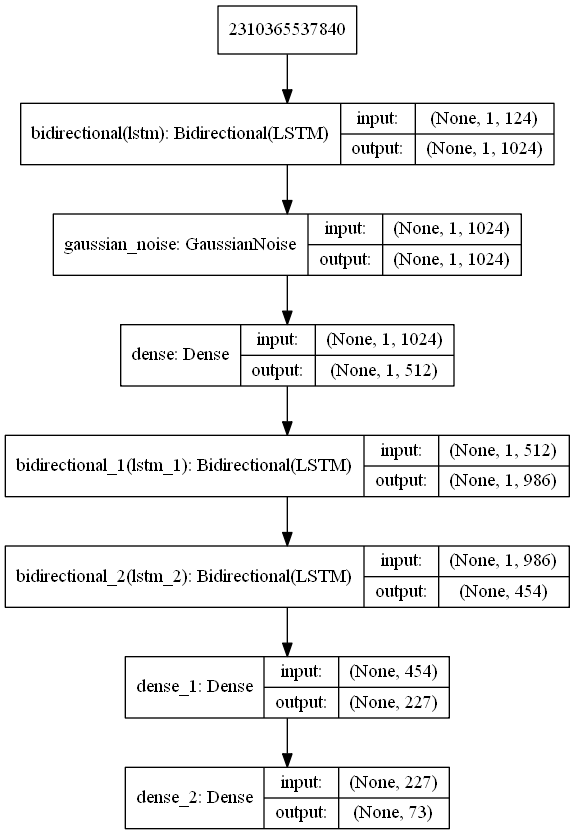 2310365537840
bidirectional(lstm): Bidirectional(LSTM)
input: (None, 1, 124)
output: (None, 1, 1024)
gaussian_noise: GaussianNoise
input: (None, 1, 1024)
output: (None, 1, 1024)
dense: Dense
input: (None, 1, 1024)
output: (None, 1, 512)
bidirectional_1(lstm_1): Bidirectional(LSTM)
input: (None, 1, 512)
output: (None, 1, 986)
bidirectional_2(lstm_2): Bidirectional(LSTM)
input: (None, 1, 986)
output: (None, 454)
dense_1: Dense
input: (None, 454)
output: (None, 227)
dense_2: Dense
input: (None, 227)
output: (None, 73)